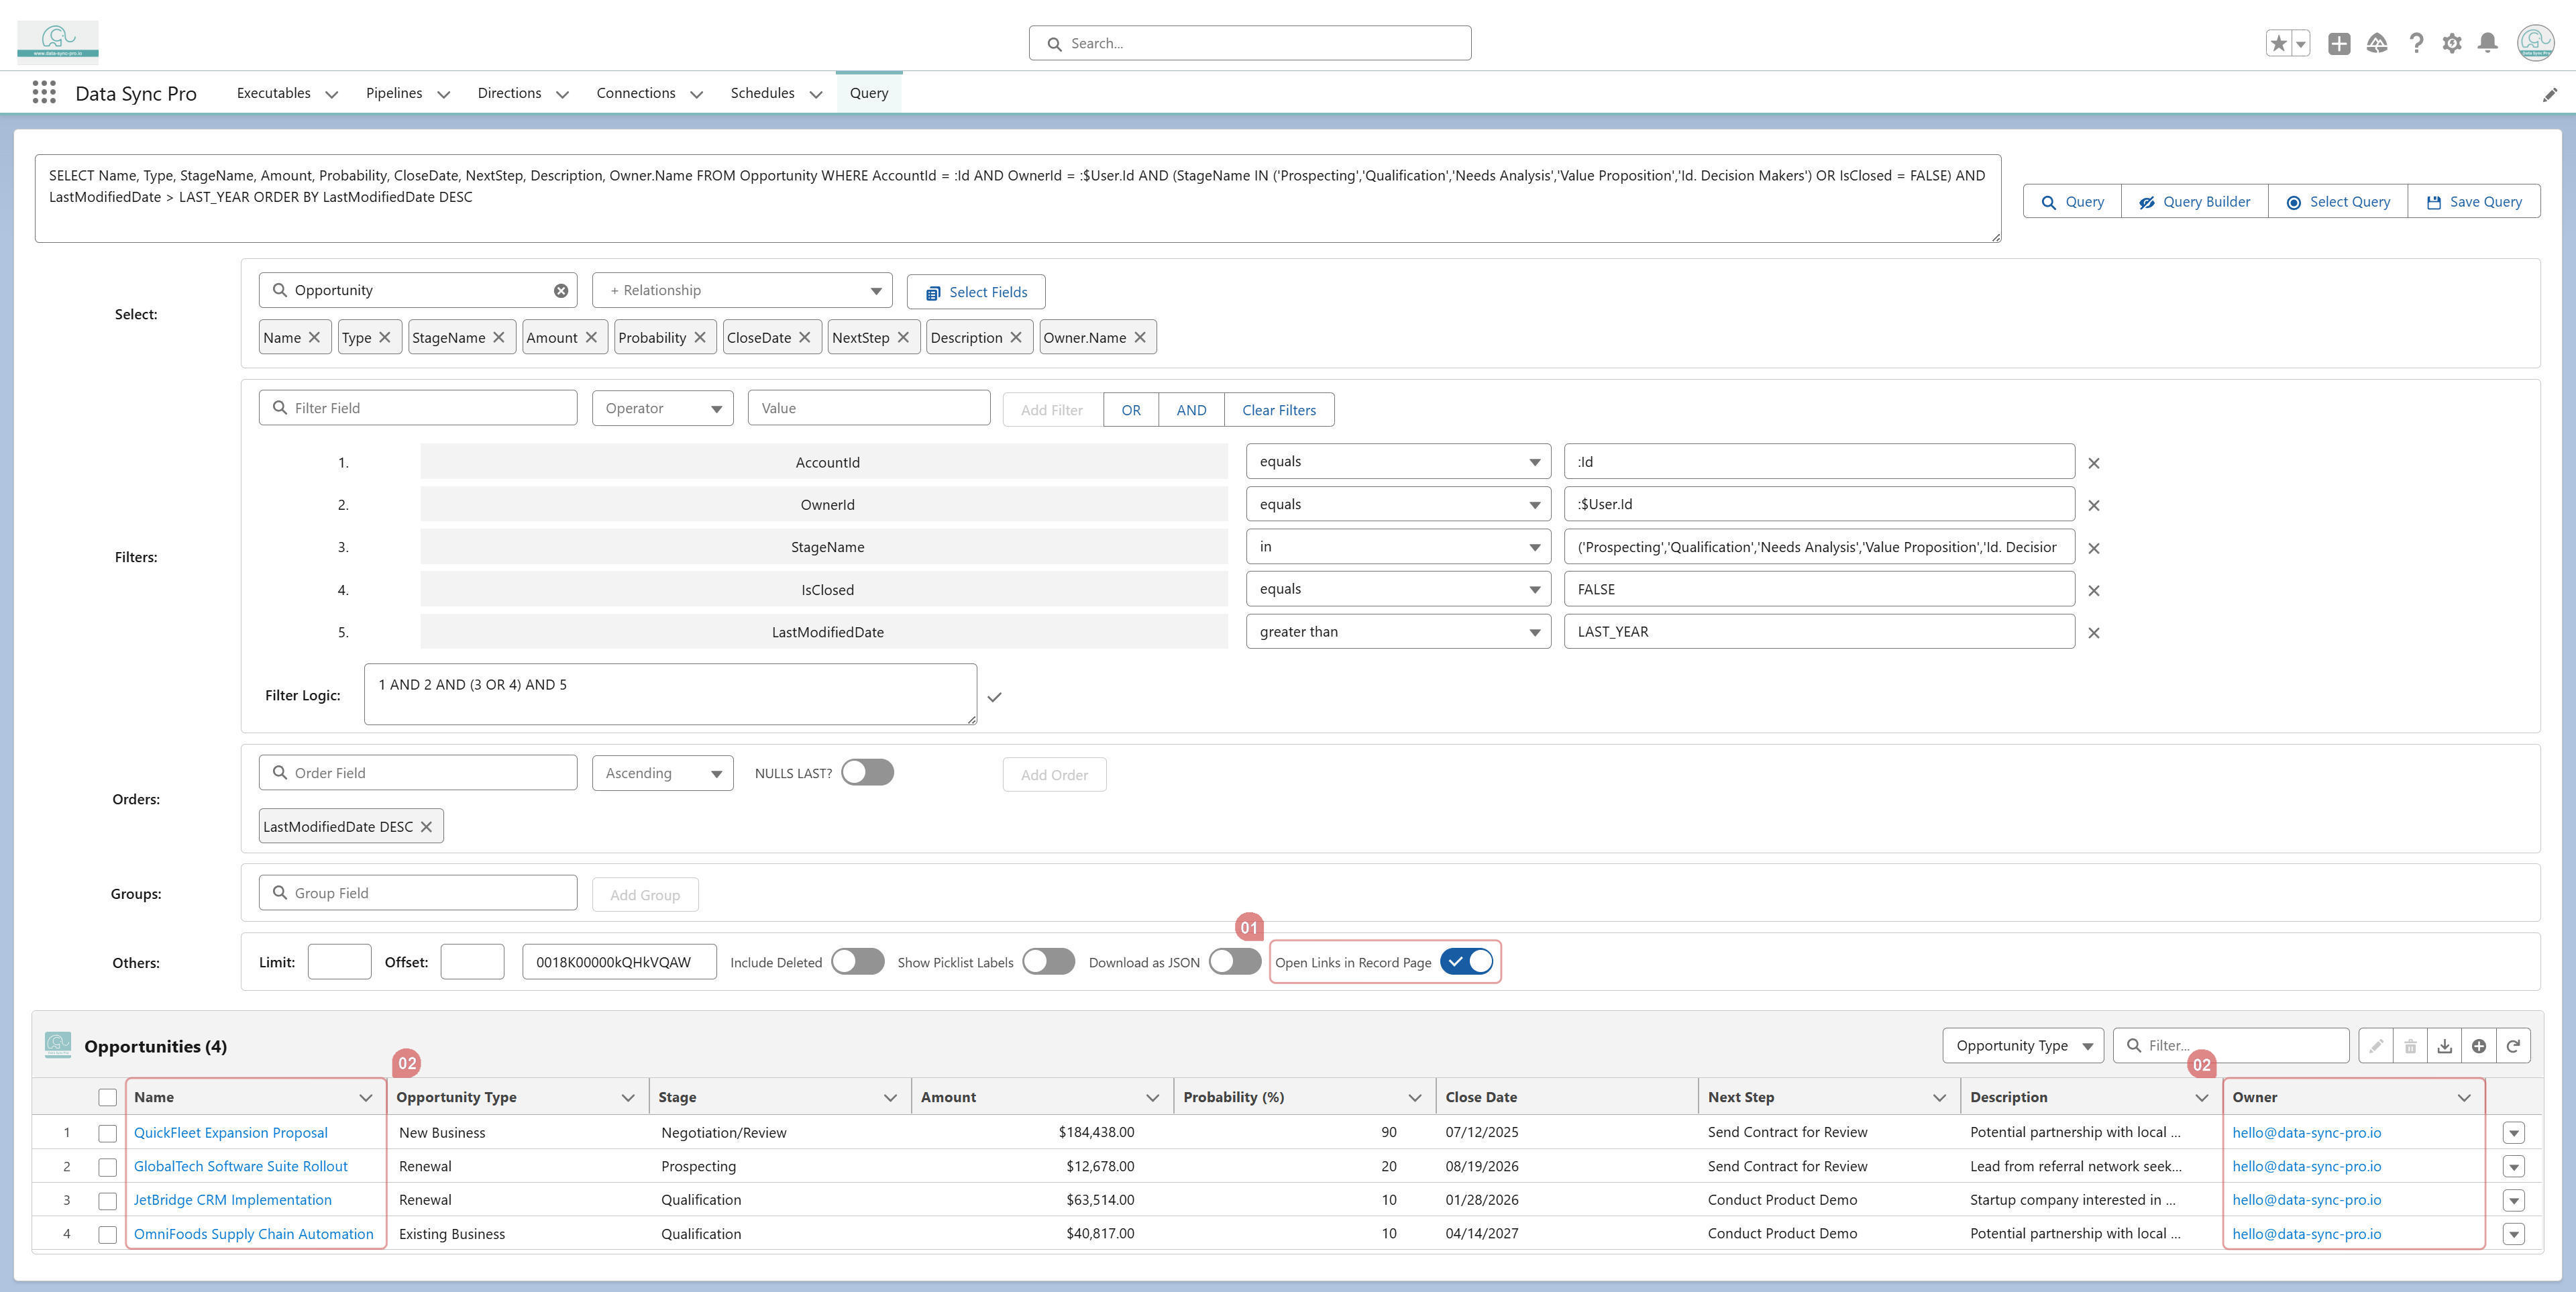 www.data-sync-pro.io
Search...
Data Sync Pro
Executables
Pipelines
Directions
Connections
Schedules
Query
SELECT Name, Type, StageName, Amount, Probability, CloseDate, NextStep, Description, Owner.Name FROM Opportunity WHERE AccountId = :Id AND OwnerId = :$User.Id AND (StageName IN ('Prospecting','Qualification','Needs Analysis','Value Proposition','Id. Decision Makers') OR IsClosed = FALSE) AND
LastModifiedDate > LAST_YEAR ORDER BY LastModifiedDate DESC
Query
Query Builder
Select Query
Save Query
Select:
Opportunity
+ Relationship
Select Fields
Name
Type
StageName
Amount
Probability
CloseDate
NextStep
Description
Owner.Name
Filters:
Filter Field
Operator
Value
Add Filter
OR
AND
Clear Filters
1. AccountId equals :Id
2. OwnerId equals :$User.Id
3. StageName in ('Prospecting','Qualification','Needs Analysis','Value Proposition','Id. Decisior
4. IsClosed equals FALSE
5. LastModifiedDate greater than LAST_YEAR
Filter Logic:
1 AND 2 AND (3 OR 4) AND 5
Orders:
Order Field
Ascending
NULLS LAST?
Add Order
LastModifiedDate DESC
Groups:
Group Field
Add Group
01
Others:
Limit:
Offset:
0018K00000kQHkVQAW
Include Deleted
Show Picklist Labels
Download as JSON
Open Links in Record Page
Opportunities (4)
Opportunity Type
Filter...
02
02
Name Opportunity Type Stage Amount Probability (%) Close Date Next Step Description Owner
1 QuickFleet Expansion Proposal New Business Negotiation/Review $184,438.00 90 07/12/2025 Send Contract for Review Potential partnership with local ... hello@data-sync-pro.io
2 GlobalTech Software Suite Rollout Renewal Prospecting $12,678.00 20 08/19/2026 Send Contract for Review Lead from referral network seek... hello@data-sync-pro.io
3 JetBridge CRM Implementation Renewal Qualification $63,514.00 10 01/28/2026 Conduct Product Demo Startup company interested in ... hello@data-sync-pro.io
4 OmniFoods Supply Chain Automation Existing Business Qualification $40,817.00 10 04/14/2027 Conduct Product Demo Potential partnership with local ... hello@data-sync-pro.io